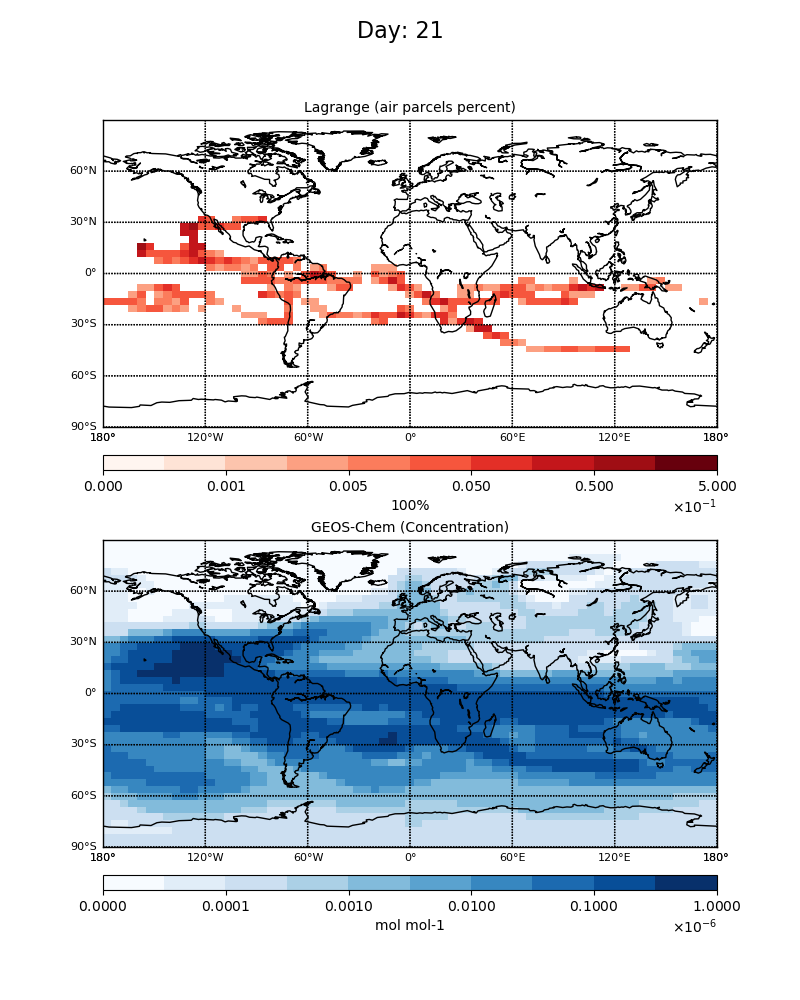 Day: 21
Lagrange (air parcels percent)
60°N
30°N
0°
30°S
60°S
90°S
180° 120°W 60°W 0° 60°E 120°E 180°
0.000 0.001 0.005 0.050 0.500 5.000
100% ×10⁻¹
GEOS-Chem (Concentration)
60°N
30°N
0°
30°S
60°S
90°S
180° 120°W 60°W 0° 60°E 120°E 180°
0.0000 0.0001 0.0010 0.0100 0.1000 1.0000
mol mol-1 ×10⁻⁶